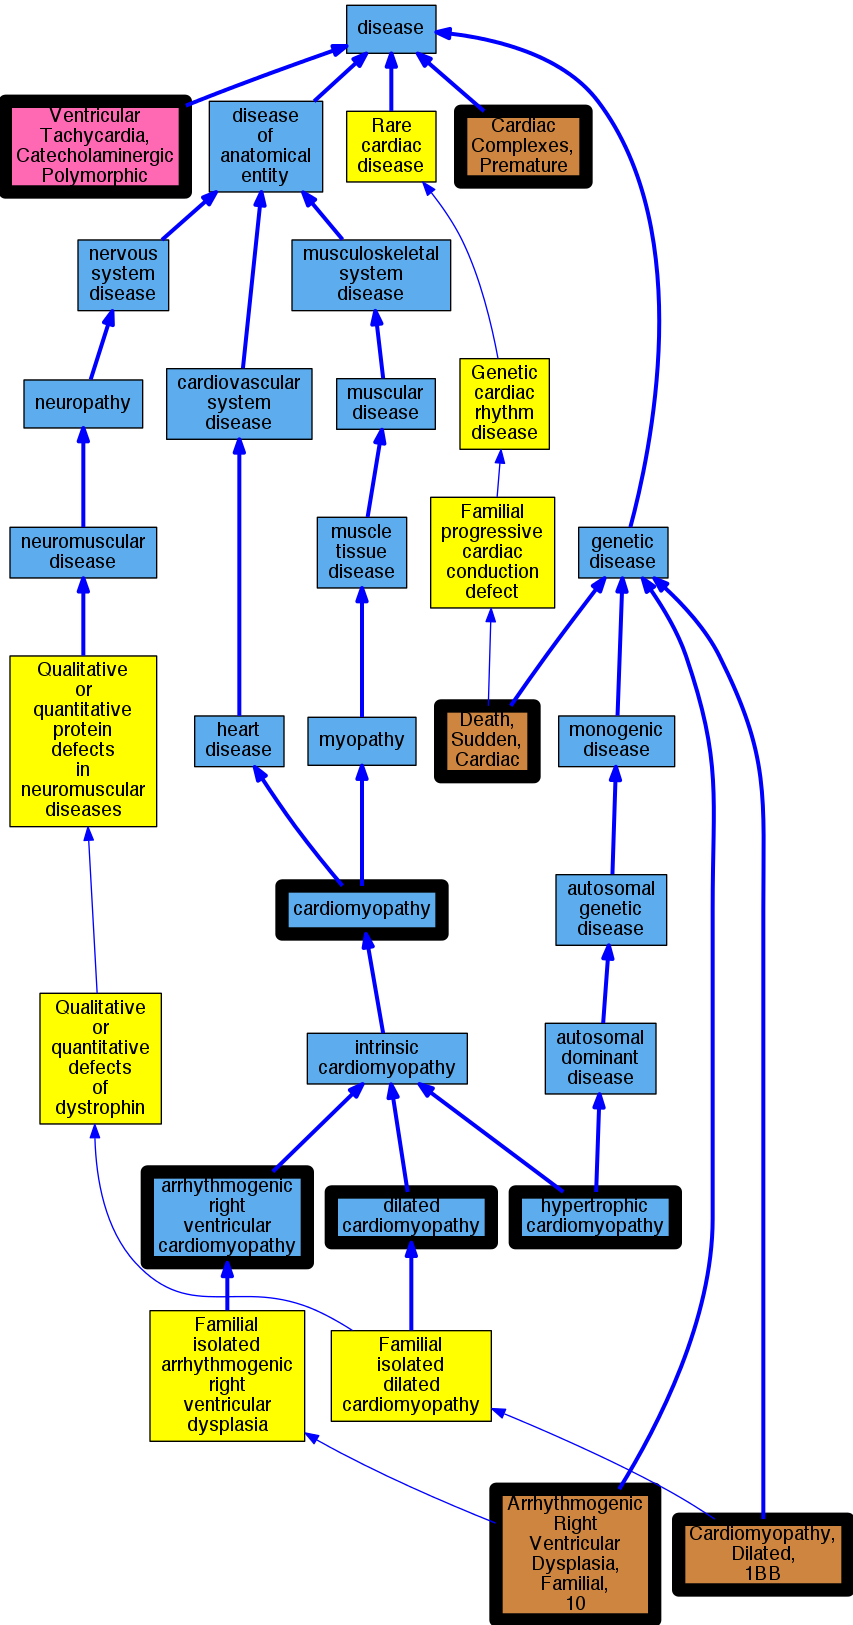 disease
Ventricular
Tachycardia,
Catecholaminergic
Polymorphic
disease
of
anatomical
entity
Rare
cardiac
disease
Cardiac
Complexes,
Premature
nervous
system
disease
musculoskeletal
system
disease
neuropathy
cardiovascular
system
disease
muscular
disease
Genetic
cardiac
rhythm
disease
neuromuscular
disease
muscle
tissue
disease
Familial
progressive
cardiac
conduction
defect
genetic
disease
Qualitative
or
quantitative
protein
defects
in
neuromuscular
diseases
heart
disease
myopathy
Death,
Sudden,
Cardiac
monogenic
disease
cardiomyopathy
autosomal
genetic
disease
Qualitative
or
quantitative
defects
of
dystrophin
intrinsic
cardiomyopathy
autosomal
dominant
disease
arrhythmogenic
right
ventricular
cardiomyopathy
dilated
cardiomyopathy
hypertrophic
cardiomyopathy
Familial
isolated
arrhythmogenic
right
ventricular
dysplasia
Familial
isolated
dilated
cardiomyopathy
Arrhythmogenic
Right
Ventricular
Dysplasia,
Familial,
10
Cardiomyopathy,
Dilated,
1BB